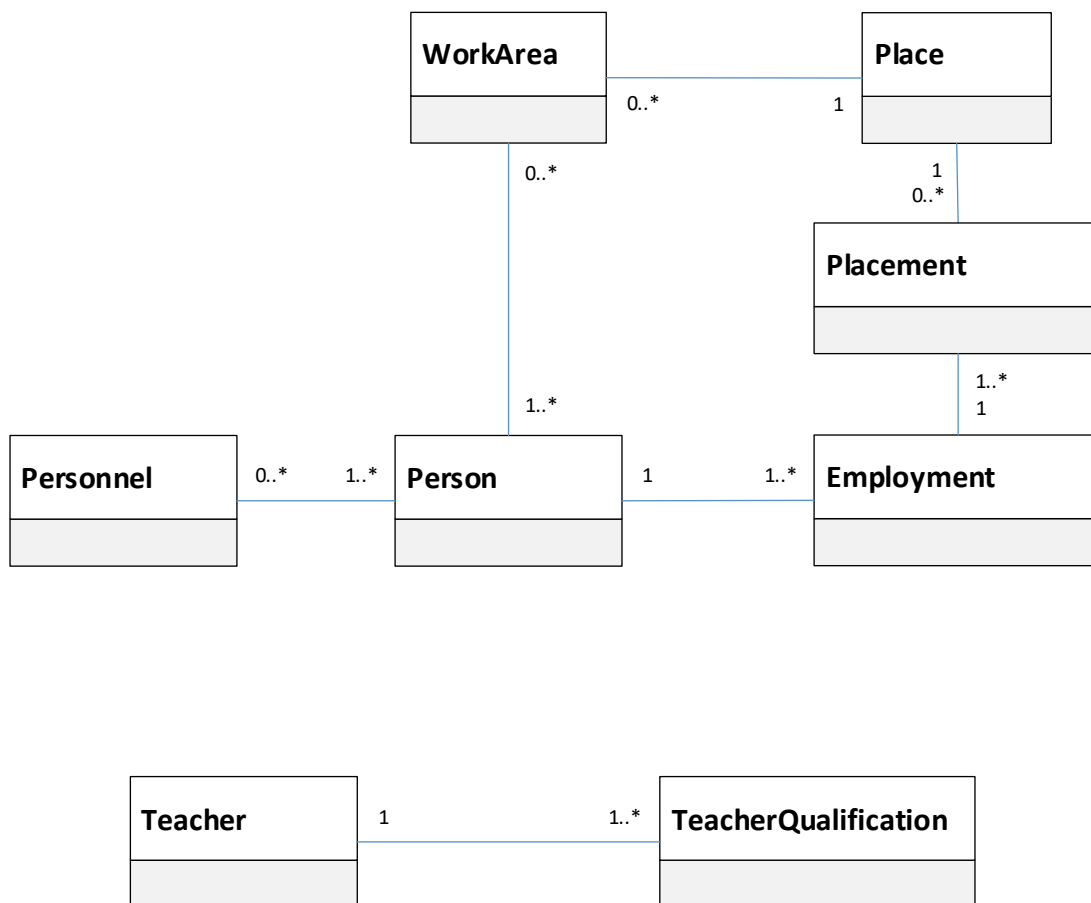 WorkArea
Place
0..*
1
0..*
1
0..*
Placement
1..*
1..*
1
Personnel
0..*
1..*
Person
1
1..*
Employment
Teacher
1
1..*
TeacherQualification